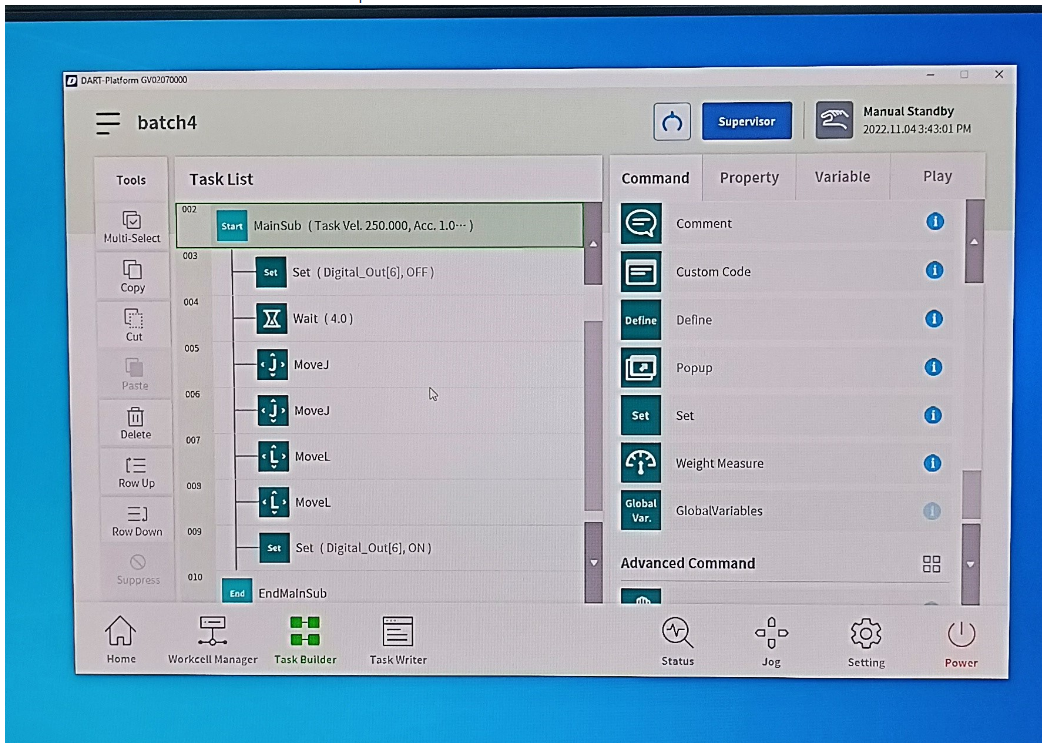 DART-Platform GV02070000
batch4
Supervisor
Manual Standby
2022.11.04 3:43:01 PM
Tools
Multi-Select
Copy
Cut
Paste
Delete
Row Up
Row Down
Suppress
Task List
002 Start MainSub ( Task Vel. 250.000, Acc. 1.0··· )
003 Set Set ( Digital_Out[6], OFF )
004 Wait ( 4.0 )
005 J MoveJ
006 J MoveJ
007 L MoveL
008 L MoveL
009 Set Set ( Digital_Out[6], ON )
010 End EndMainSub
Command Property Variable Play
Comment
Custom Code
Define Define
Popup
Set Set
Weight Measure
Global Var. GlobalVariables
Advanced Command
Home
Workcell Manager
Task Builder
Task Writer
Status
Jog
Setting
Power